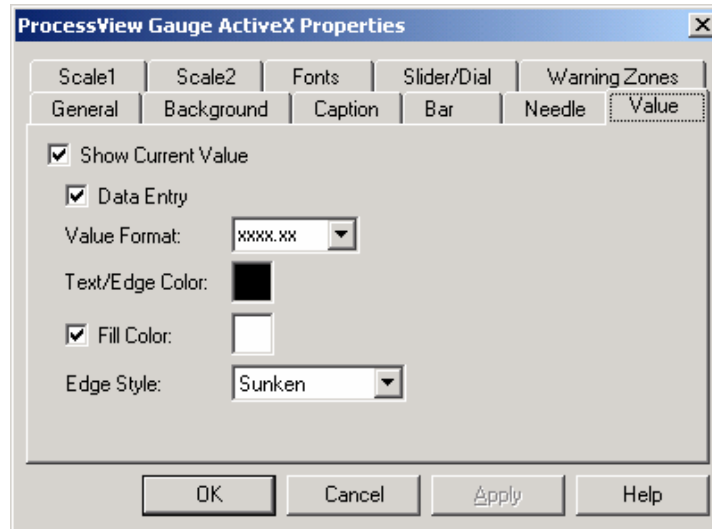 ProcessView Gauge ActiveX Properties
Scale1 Scale2 Fonts Slider/Dial Warning Zones
General Background Caption Bar Needle Value
Show Current Value
Data Entry
Value Format: xxxx.xx
Text/Edge Color:
Fill Color:
Edge Style: Sunken
OK Cancel Apply Help